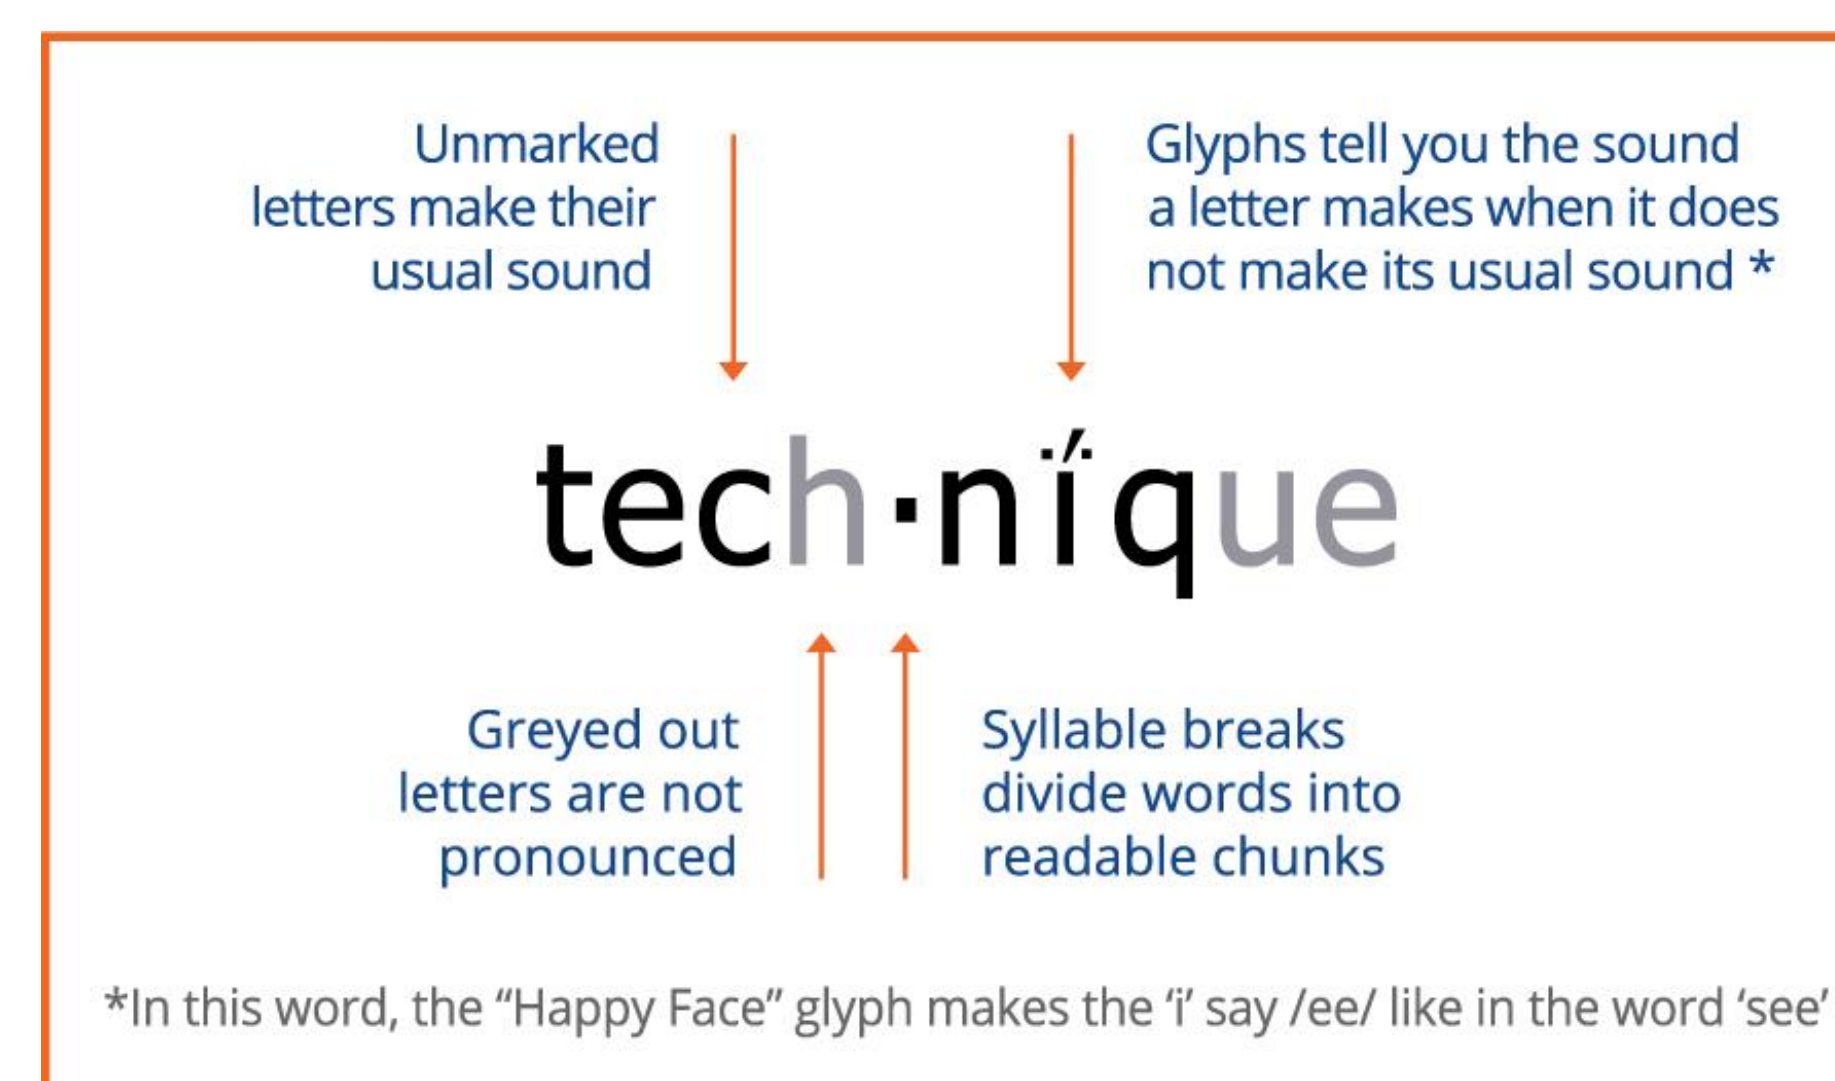 Unmarked
letters make their
usual sound
Glyphs tell you the sound
a letter makes when it does
not make its usual sound *
tech·nḯque
Greyed out
letters are not
pronounced
Syllable breaks
divide words into
readable chunks
*In this word, the “Happy Face” glyph makes the ‘i’ say /ee/ like in the word ‘see’